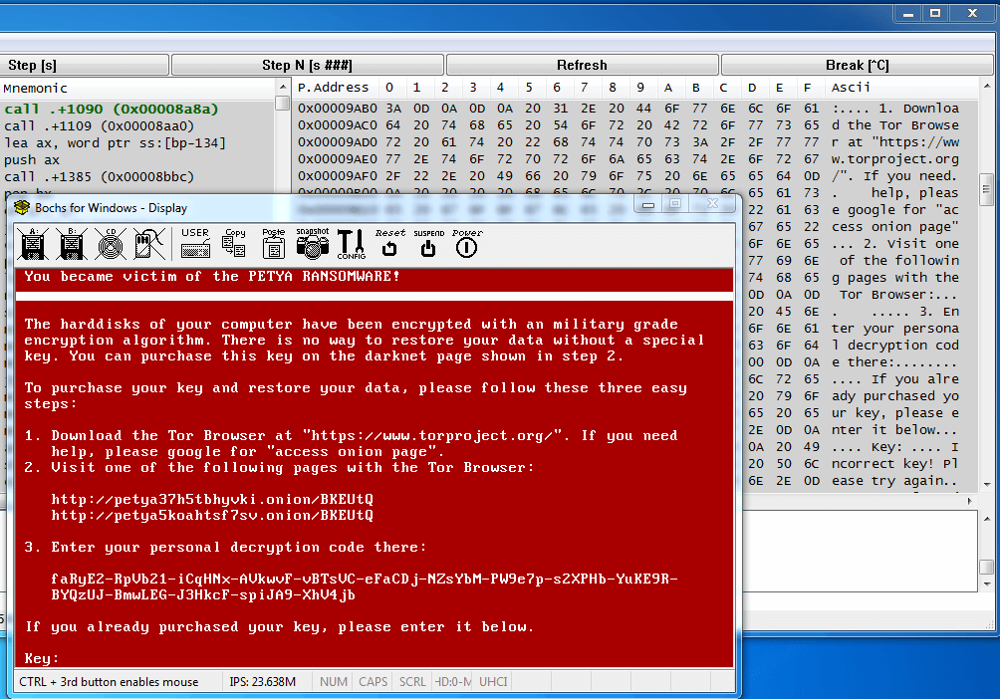 Step [s] Step N [s ###] Refresh Break [^C]
Mnemonic
call .+1090 (0x00008a8a)
call .+1109 (0x00008aa0)
lea ax, word ptr ss:[bp-134]
push ax
call .+1385 (0x00008bbc)
P.Address 0 1 2 3 4 5 6 7 8 9 A B C D E F Ascii
0x00009AB0 3A 0D 0A 0D 0A 20 31 2E 20 44 6F 77 6E 6C 6F 61 :.... 1. Downloa
0x00009AC0 64 20 74 68 65 20 54 6F 72 20 42 72 6F 77 73 65 d the Tor Browse
0x00009AD0 72 20 61 74 20 22 68 74 74 70 73 3A 2F 2F 77 77 r at "https://ww
0x00009AE0 77 2E 74 6F 72 70 72 6F 6A 65 63 74 2E 6F 72 67 w.torproject.org
0x00009AF0 2F 22 2E 20 49 66 20 79 6F 75 20 6E 65 65 64 0D /". If you need.
65 61 73 . help, pleas
22 61 63 e google for "ac
67 65 22 cess onion page"
6F 6E 65 ... 2. Visit one
77 69 6E of the followin
74 68 65 g pages with the
0D 0A 0D Tor Browser:...
20 45 6E . ..... 3. En
6F 6E 61 ter your persona
63 6F 64 l decryption cod
00 0D 0A e there:........
6C 72 65 .... If you alre
20 79 6F ady purchased yo
65 20 65 ur key, please e
2E 0D 0A nter it below...
0A 20 49 .... Key: .... I
20 50 6C ncorrect key! Pl
6E 2E 0D ease try again..
Bochs for Windows - Display
A: B: CD USER Copy Paste snapshot CONFIG Reset SUSPEND Power
You became victim of the PETYA RANSOMWARE!
The harddisks of your computer have been encrypted with an military grade
encryption algorithm. There is no way to restore your data without a special
key. You can purchase this key on the darknet page shown in step 2.
To purchase your key and restore your data, please follow these three easy
steps:
1. Download the Tor Browser at "https://www.torproject.org/". If you need
help, please google for "access onion page".
2. Visit one of the following pages with the Tor Browser:
http://petya37h5tbhyvki.onion/BKEUtQ
http://petya5koahtsf7sv.onion/BKEUtQ
3. Enter your personal decryption code there:
faRyE2-RpVb21-iCqHNx-AVkwvF-vBTsVC-eFaCDj-NZsYbM-PW9e7p-s2XPHb-YuKE9R-
BYQzUJ-BmwLEG-J3HkcF-spiJA9-XhV4jb
If you already purchased your key, please enter it below.
Key:
CTRL + 3rd button enables mouse IPS: 23.638M NUM CAPS SCRL HD:0-M UHCI